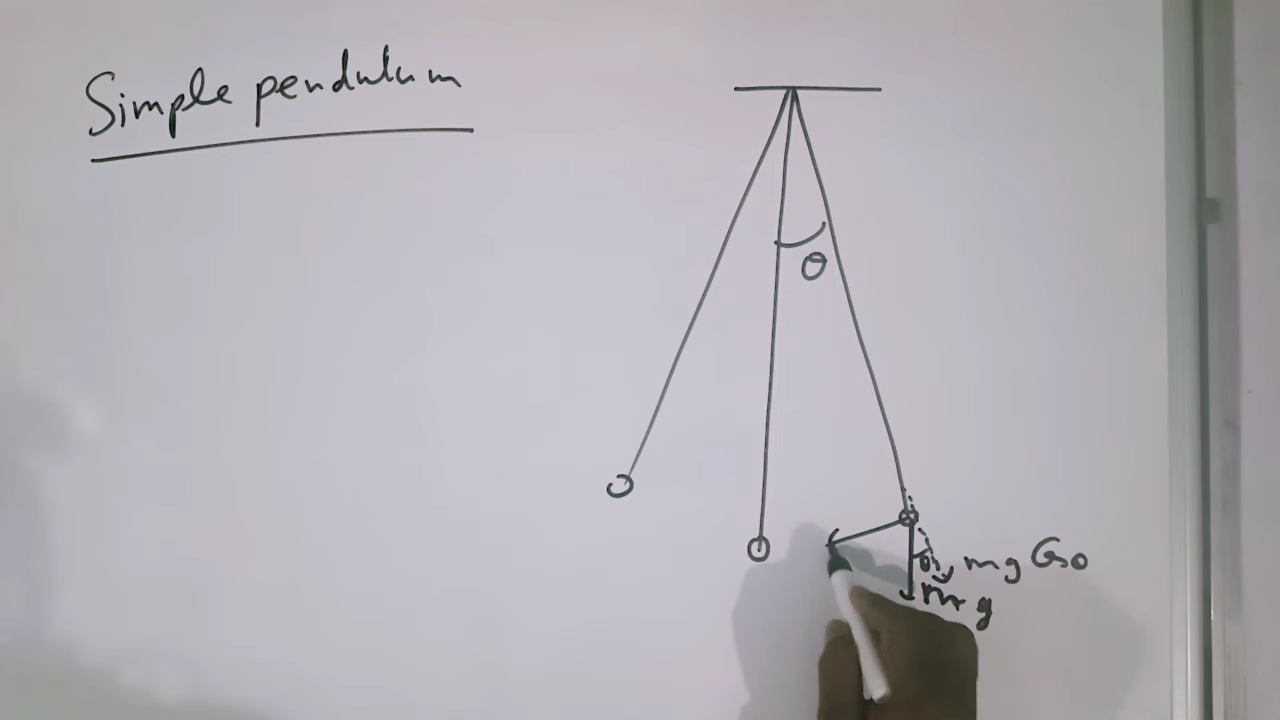 Simple pendulum
θ
θ
mg Cosθ
mg